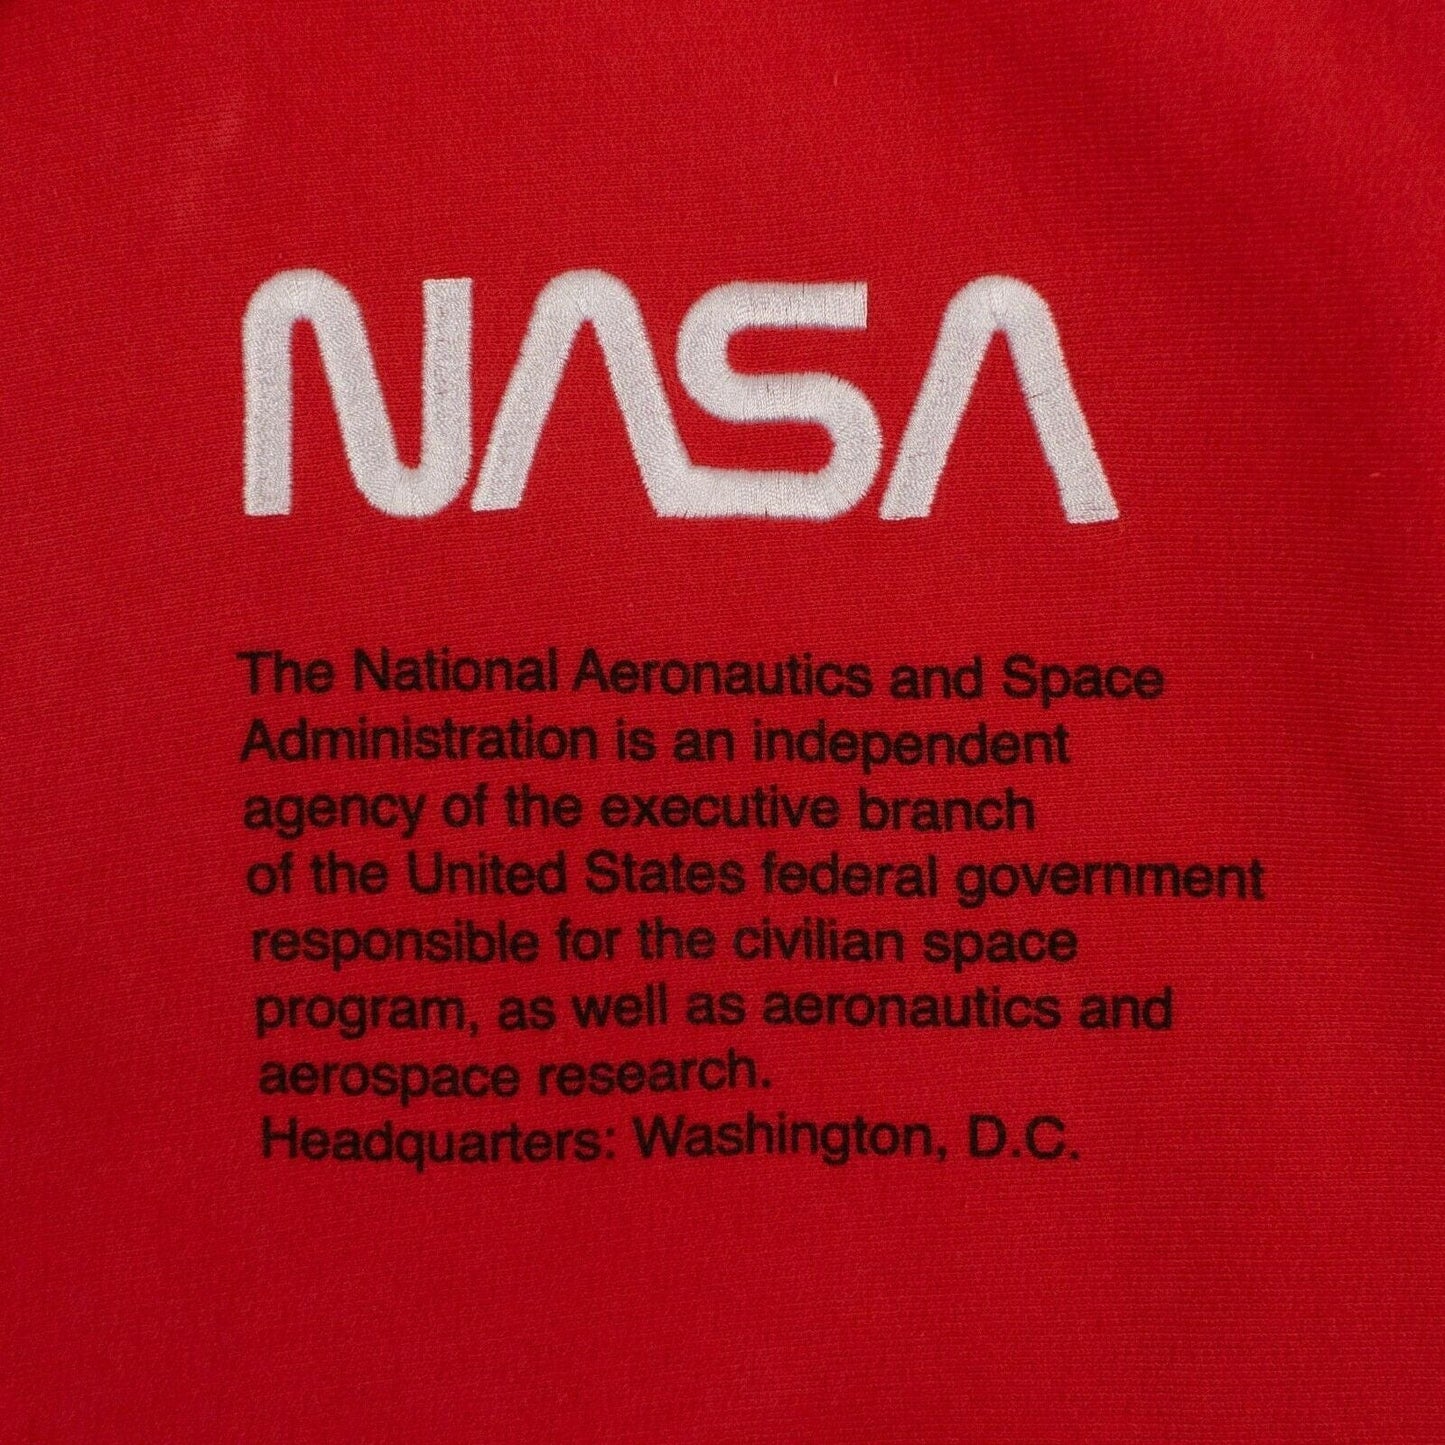 NASA
The National Aeronautics and Space
Administration is an independent
agency of the executive branch
of the United States federal government
responsible for the civilian space
program, as well as aeronautics and
aerospace research.
Headquarters: Washington, D.C.